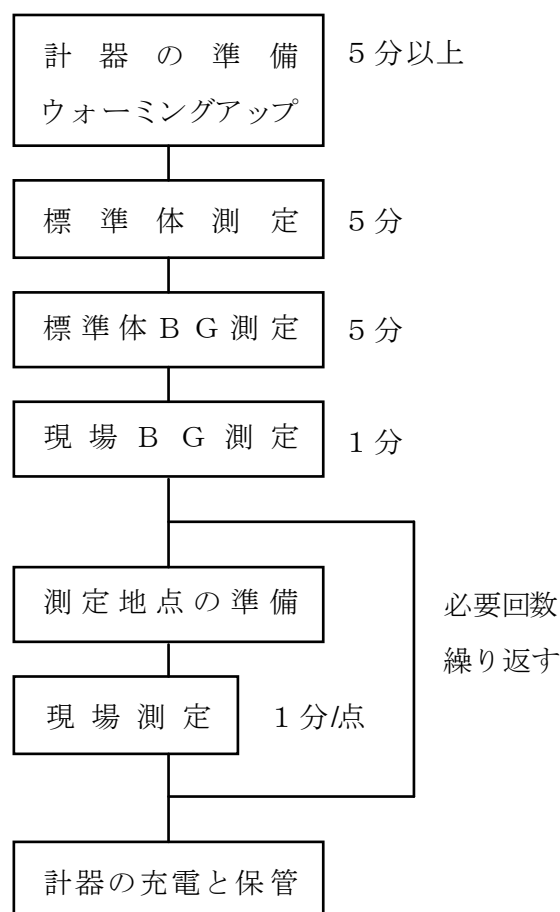 計器の準備 5分以上
ウォーミングアップ
標準体測定 5分
標準体BG測定 5分
現場BG測定 1分
測定地点の準備
必要回数
繰り返す
現場測定 1分/点
計器の充電と保管